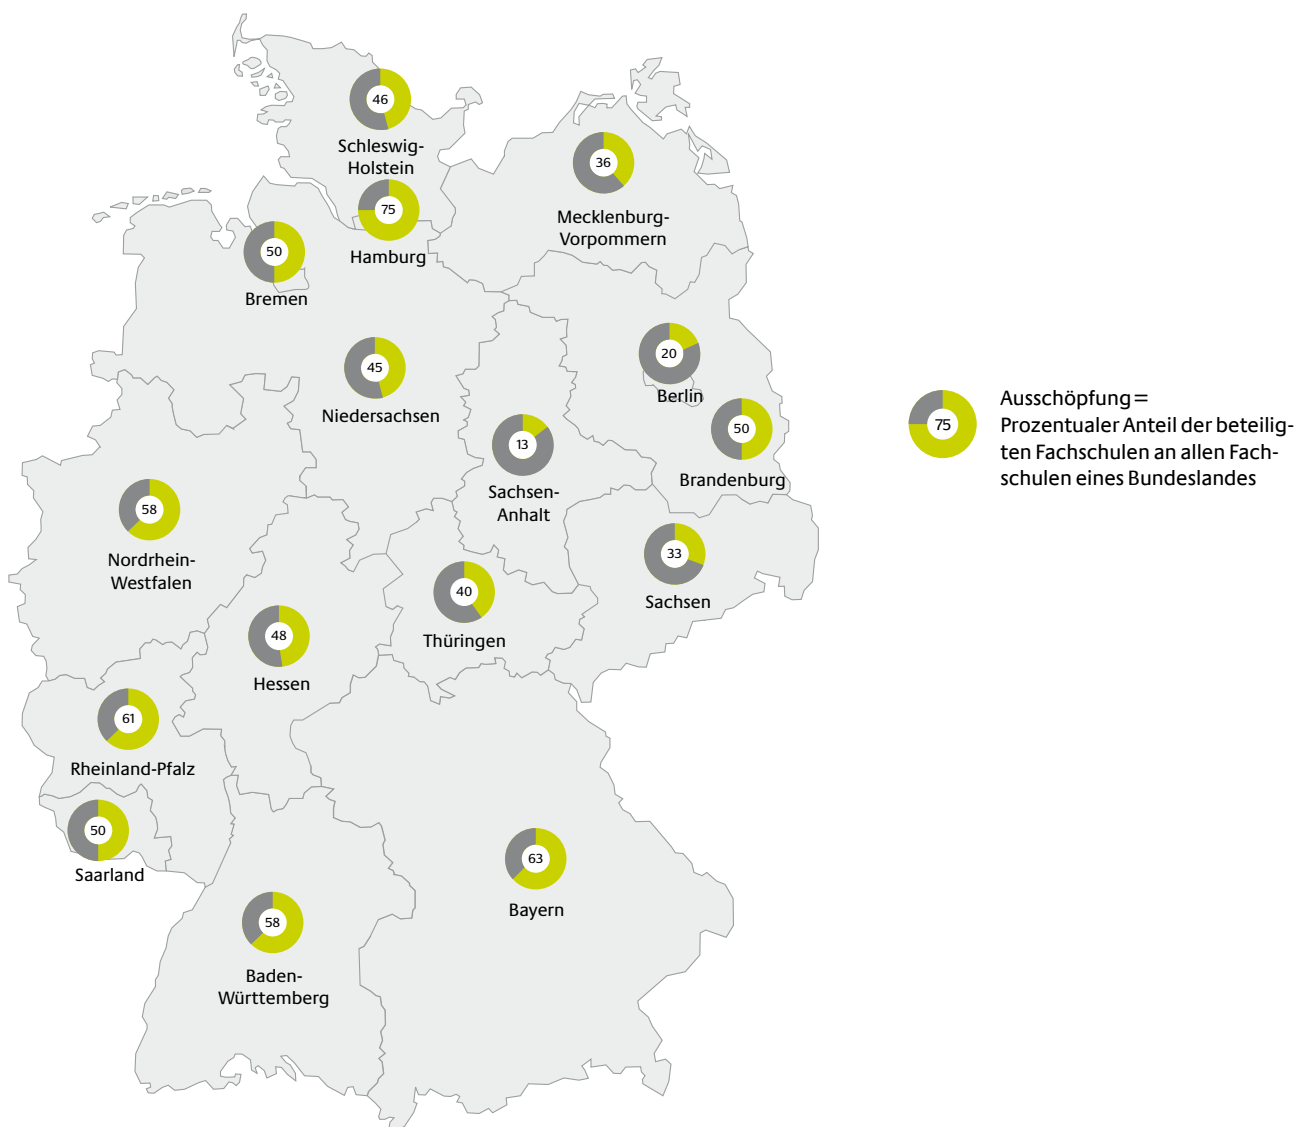 46
Schleswig-
Holstein
36
Mecklenburg-
Vorpommern
75
Hamburg
50
Bremen
20
Berlin
45
Niedersachsen
50
Brandenburg
13
Sachsen-
Anhalt
58
Nordrhein-
Westfalen
33
Sachsen
40
Thüringen
48
Hessen
61
Rheinland-Pfalz
50
Saarland
63
Bayern
58
Baden-
Württemberg
75
Ausschöpfung =
Prozentualer Anteil der beteilig-
ten Fachschulen an allen Fach-
schulen eines Bundeslandes